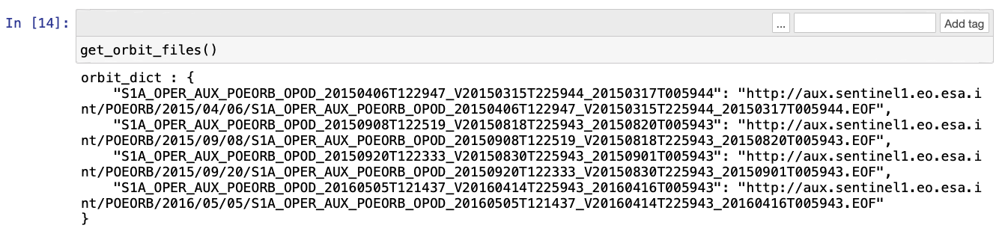 In [14]:
... Add tag
get_orbit_files()
orbit_dict : {
    "S1A_OPER_AUX_POEORB_OPOD_20150406T122947_V20150315T225944_20150317T005944": "http://aux.sentinel1.eo.esa.i
nt/POEORB/2015/04/06/S1A_OPER_AUX_POEORB_OPOD_20150406T122947_V20150315T225944_20150317T005944.EOF",
    "S1A_OPER_AUX_POEORB_OPOD_20150908T122519_V20150818T225943_20150820T005943": "http://aux.sentinel1.eo.esa.i
nt/POEORB/2015/09/08/S1A_OPER_AUX_POEORB_OPOD_20150908T122519_V20150818T225943_20150820T005943.EOF",
    "S1A_OPER_AUX_POEORB_OPOD_20150920T122333_V20150830T225943_20150901T005943": "http://aux.sentinel1.eo.esa.i
nt/POEORB/2015/09/20/S1A_OPER_AUX_POEORB_OPOD_20150920T122333_V20150830T225943_20150901T005943.EOF",
    "S1A_OPER_AUX_POEORB_OPOD_20160505T121437_V20160414T225943_20160416T005943": "http://aux.sentinel1.eo.esa.i
nt/POEORB/2016/05/05/S1A_OPER_AUX_POEORB_OPOD_20160505T121437_V20160414T225943_20160416T005943.EOF"
}